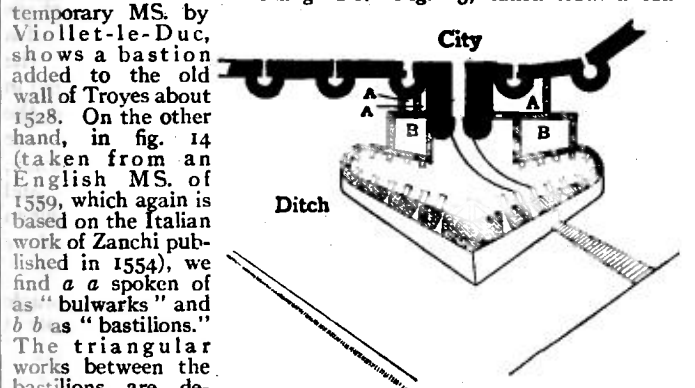 temporary MS. by
Viollet-le-Duc,
shows a bastion
added to the old
wall of Troyes about
1528. On the other
hand, in fig. 14
(taken from an
English MS. of
1559, which again is
based on the Italian
work of Zanchi pub-
lished in 1554), we
find a a spoken of
as “ bulwarks ” and
b b as “ bastilions.”
The triangular
works between the
bastilions are de-
City
A
A
A
B
B
Ditch